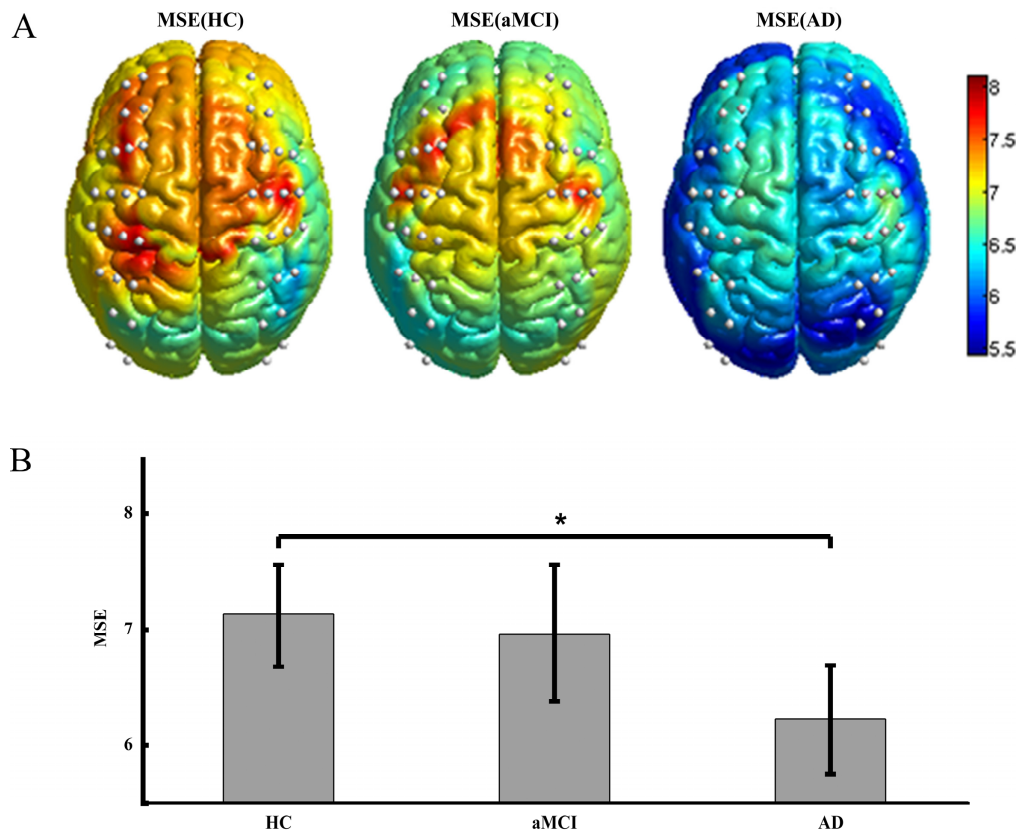 A
MSE(HC)
MSE(aMCI)
MSE(AD)
8
7.5
7
6.5
6
5.5
B
8
7
6
MSE
*
HC
aMCI
AD